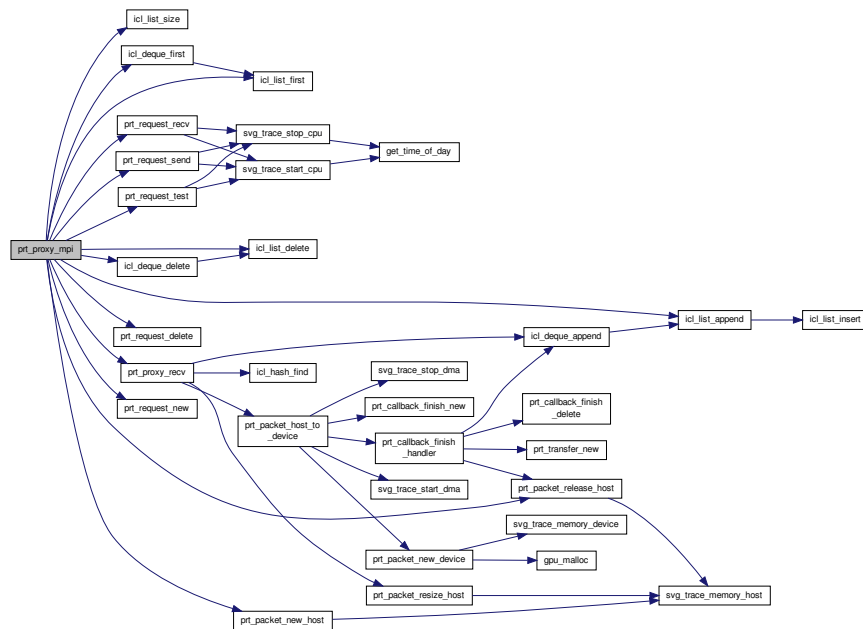 icl_list_size
icl_deque_first
icl_list_first
prt_request_recv
svg_trace_stop_cpu
get_time_of_day
prt_request_send
svg_trace_start_cpu
prt_request_test
prt_proxy_mpi
icl_list_delete
icl_deque_delete
icl_list_append
icl_list_insert
prt_request_delete
icl_deque_append
prt_proxy_recv
icl_hash_find
svg_trace_stop_dma
prt_request_new
prt_callback_finish_new
prt_callback_finish
_delete
prt_packet_host_to
_device
prt_callback_finish
_handler
prt_transfer_new
svg_trace_start_dma
prt_packet_release_host
svg_trace_memory_device
prt_packet_new_device
gpu_malloc
prt_packet_resize_host
svg_trace_memory_host
prt_packet_new_host